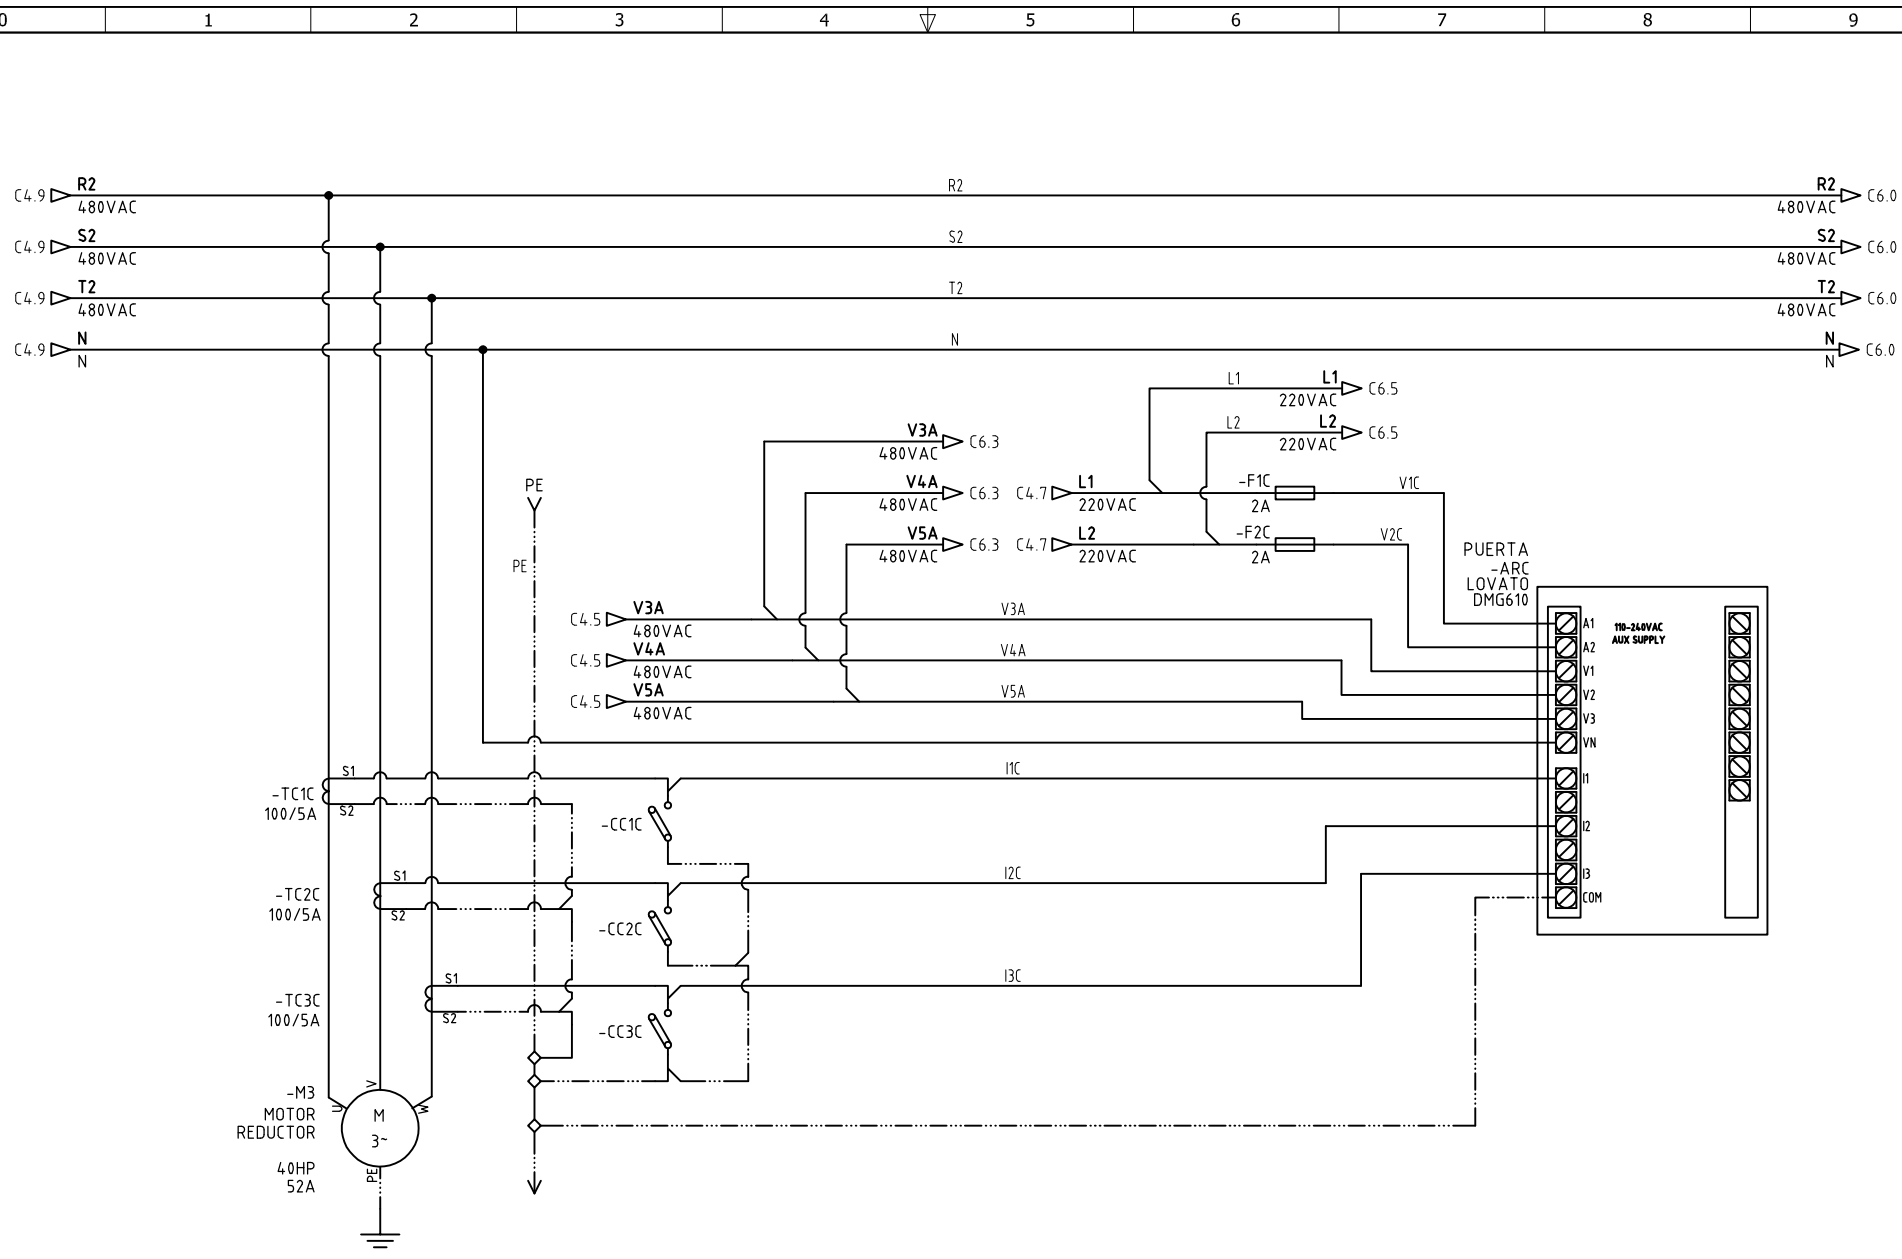 0 1 2 3 4 5 6 7 8 9
C4.9 R2 R2 R2 C6.0
480VAC 480VAC
C4.9 S2 S2 S2 C6.0
480VAC 480VAC
C4.9 T2 T2 T2 C6.0
480VAC 480VAC
C4.9 N N N C6.0
N N
L1 L1 C6.5
220VAC
L2 L2 C6.5
220VAC
V3A C6.3
480VAC
V4A C6.3
480VAC
V5A C6.3
480VAC
C4.7 L1 -F1C V1C
220VAC 2A
C4.7 L2 -F2C V2C
220VAC 2A
PE
PE
PUERTA
-ARC
LOVATO
DMG610
C4.5 V3A V3A
480VAC
C4.5 V4A V4A
480VAC
C4.5 V5A V5A
480VAC
110-240VAC
AUX SUPPLY
A1
A2
V1
V2
V3
VN
I1
I2
I3
COM
S1 I1C
-TC1C
100/5A
S2
-CC1C
S1 I2C
-TC2C
100/5A
S2
-CC2C
S1 I3C
-TC3C
100/5A
S2
-CC3C
-M3
MOTOR
REDUCTOR
40HP
52A
U
V
W
M
3~
PE